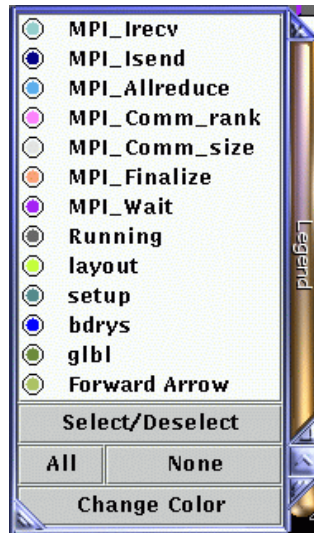 MPI_Irecv
MPI_Isend
MPI_Allreduce
MPI_Comm_rank
MPI_Comm_size
MPI_Finalize
MPI_Wait
Running
layout
setup
bdrys
glbl
Forward Arrow
Select/Deselect
All None
Change Color
Legend